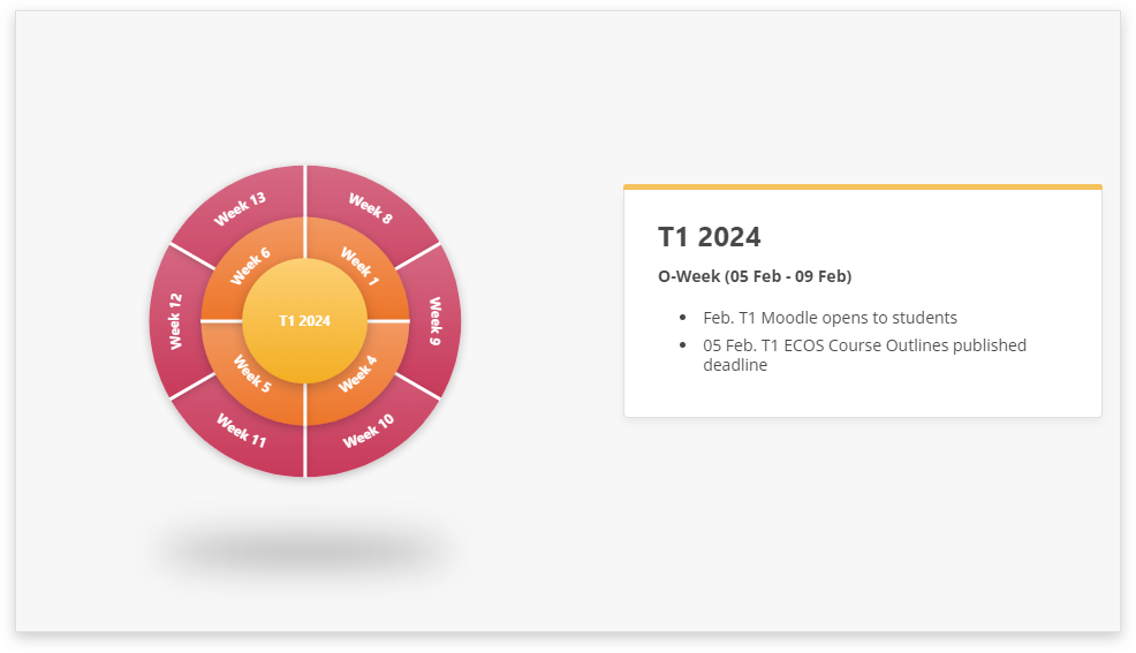 Week 13
Week 8
Week 6
Week 1
Week 12
T1 2024
Week 9
Week 5
Week 4
Week 11
Week 10
T1 2024
O-Week (05 Feb - 09 Feb)
Feb. T1 Moodle opens to students
05 Feb. T1 ECOS Course Outlines published
deadline